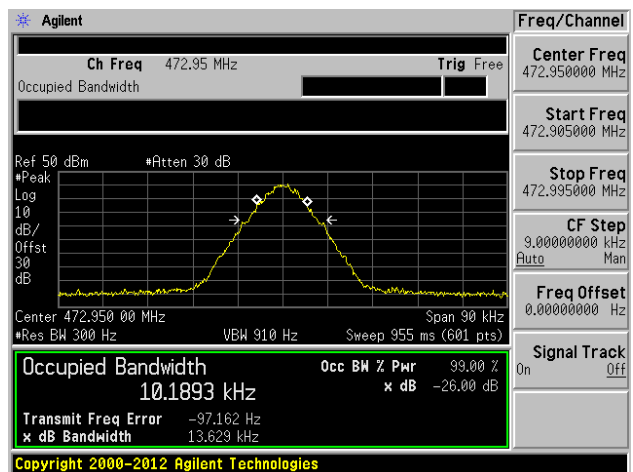 Agilent
Freq/Channel
Ch Freq 472.95 MHz Trig Free
Occupied Bandwidth
Center Freq
472.950000 MHz
Start Freq
472.905000 MHz
Stop Freq
472.995000 MHz
CF Step
9.00000000 kHz
Auto Man
Freq Offset
0.00000000 Hz
Signal Track
On Off
Ref 50 dBm #Atten 30 dB
#Peak
Log
10
dB/
Offst
30
dB
Center 472.950 00 MHz Span 90 kHz
#Res BW 300 Hz VBW 910 Hz Sweep 955 ms (601 pts)
Occupied Bandwidth Occ BW % Pwr 99.00 %
10.1893 kHz x dB -26.00 dB
Transmit Freq Error -97.162 Hz
x dB Bandwidth 13.629 kHz
Copyright 2000-2012 Agilent Technologies